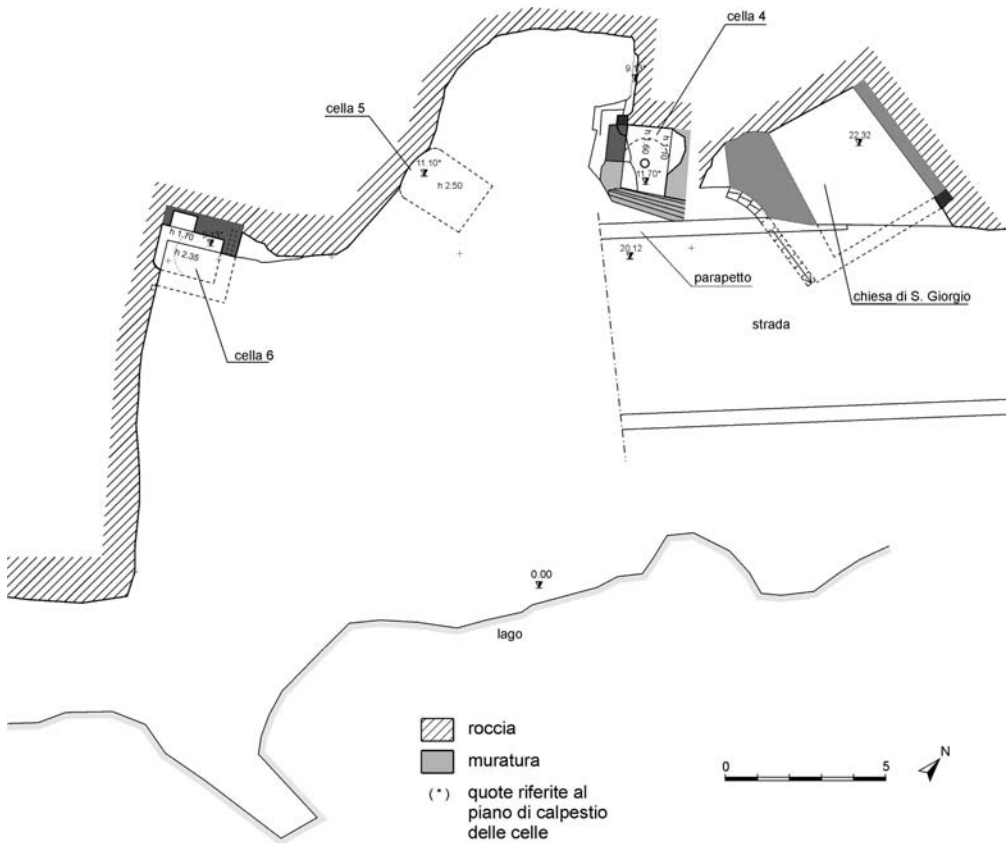 cella 4
cella 5
11.10*
h 2.50
h 1.60
h 1.70
11.70*
22.32
h 1.70
h 2.35
cella 6
20.12
parapetto
chiesa di S. Giorgio
strada
0.00
lago
roccia
muratura
(*) quote riferite al
piano di calpestio
delle celle
0
5
N